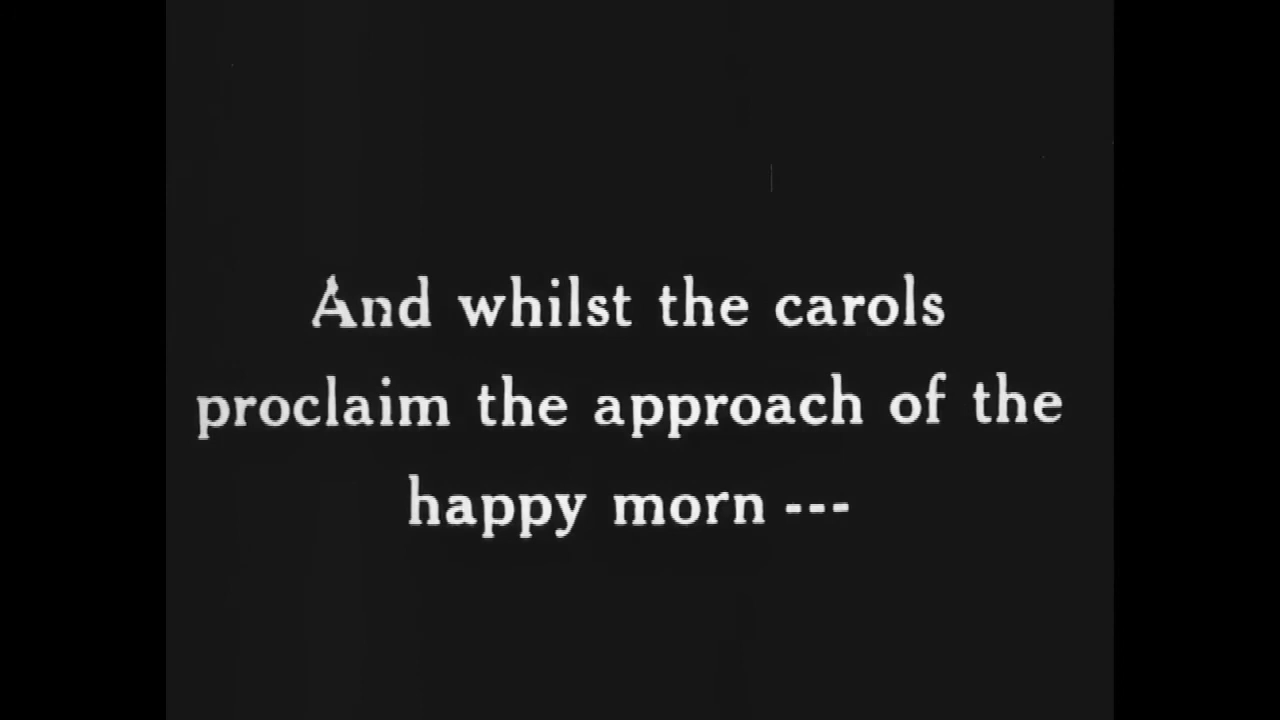 And whilst the carols
proclaim the approach of the
happy morn ---